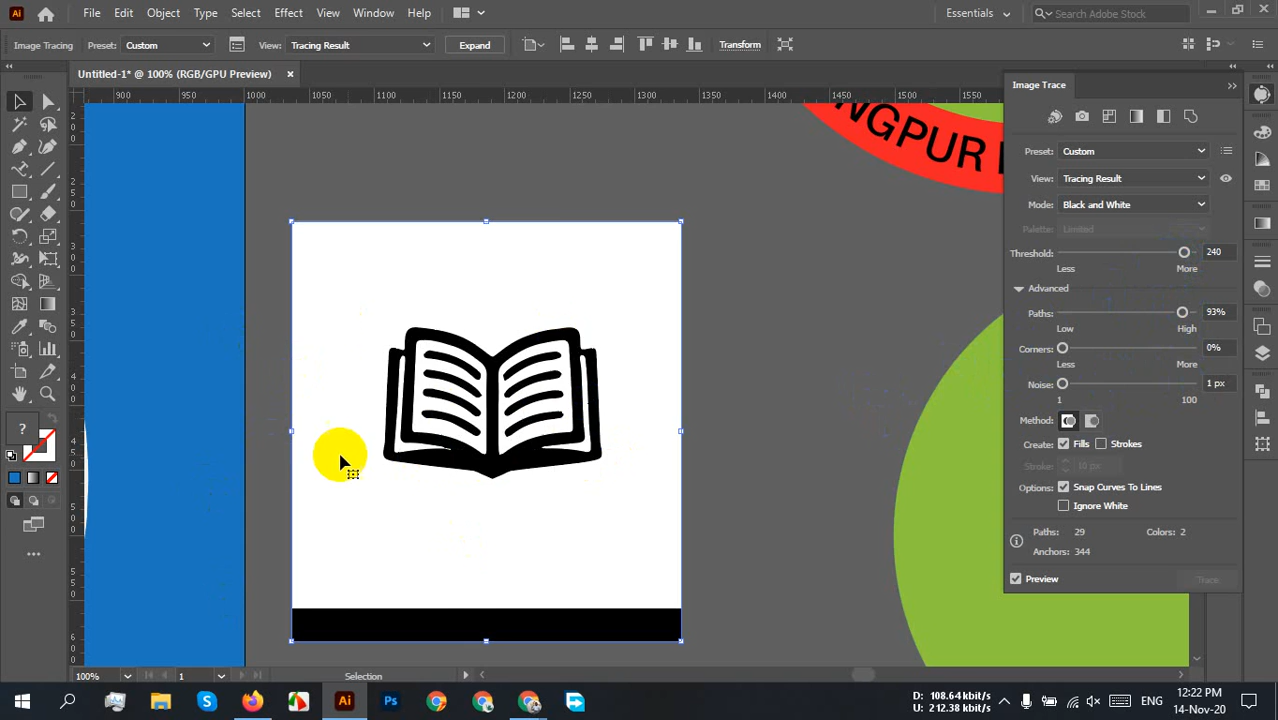 Ai File Edit Object Type Select Effect View Window Help Essentials Search Adobe Stock
Image Tracing Preset: Custom View: Tracing Result Expand Transform
Untitled-1* @ 100% (RGB/GPU Preview)
900 950 1000 1050 1100 1150 1200 1250 1300 1350 1400 1450 1500 1550
NGPUR
Image Trace
Preset: Custom
View: Tracing Result
Mode: Black and White
Palette: Limited
Threshold: 240
Less More
Advanced
Paths: 93%
Low High
Corners: 0%
Less More
Noise: 1 px
1 100
Method:
Create: Fills Strokes
Stroke: 10 px
Options: Snap Curves To Lines
Ignore White
Paths: 29 Colors: 2
Anchors: 344
Preview Trace
?
100% 1 Selection
Ai Ps D: 108.64 kbit/s
U: 212.38 kbit/s
ENG 12:22 PM
14-Nov-20